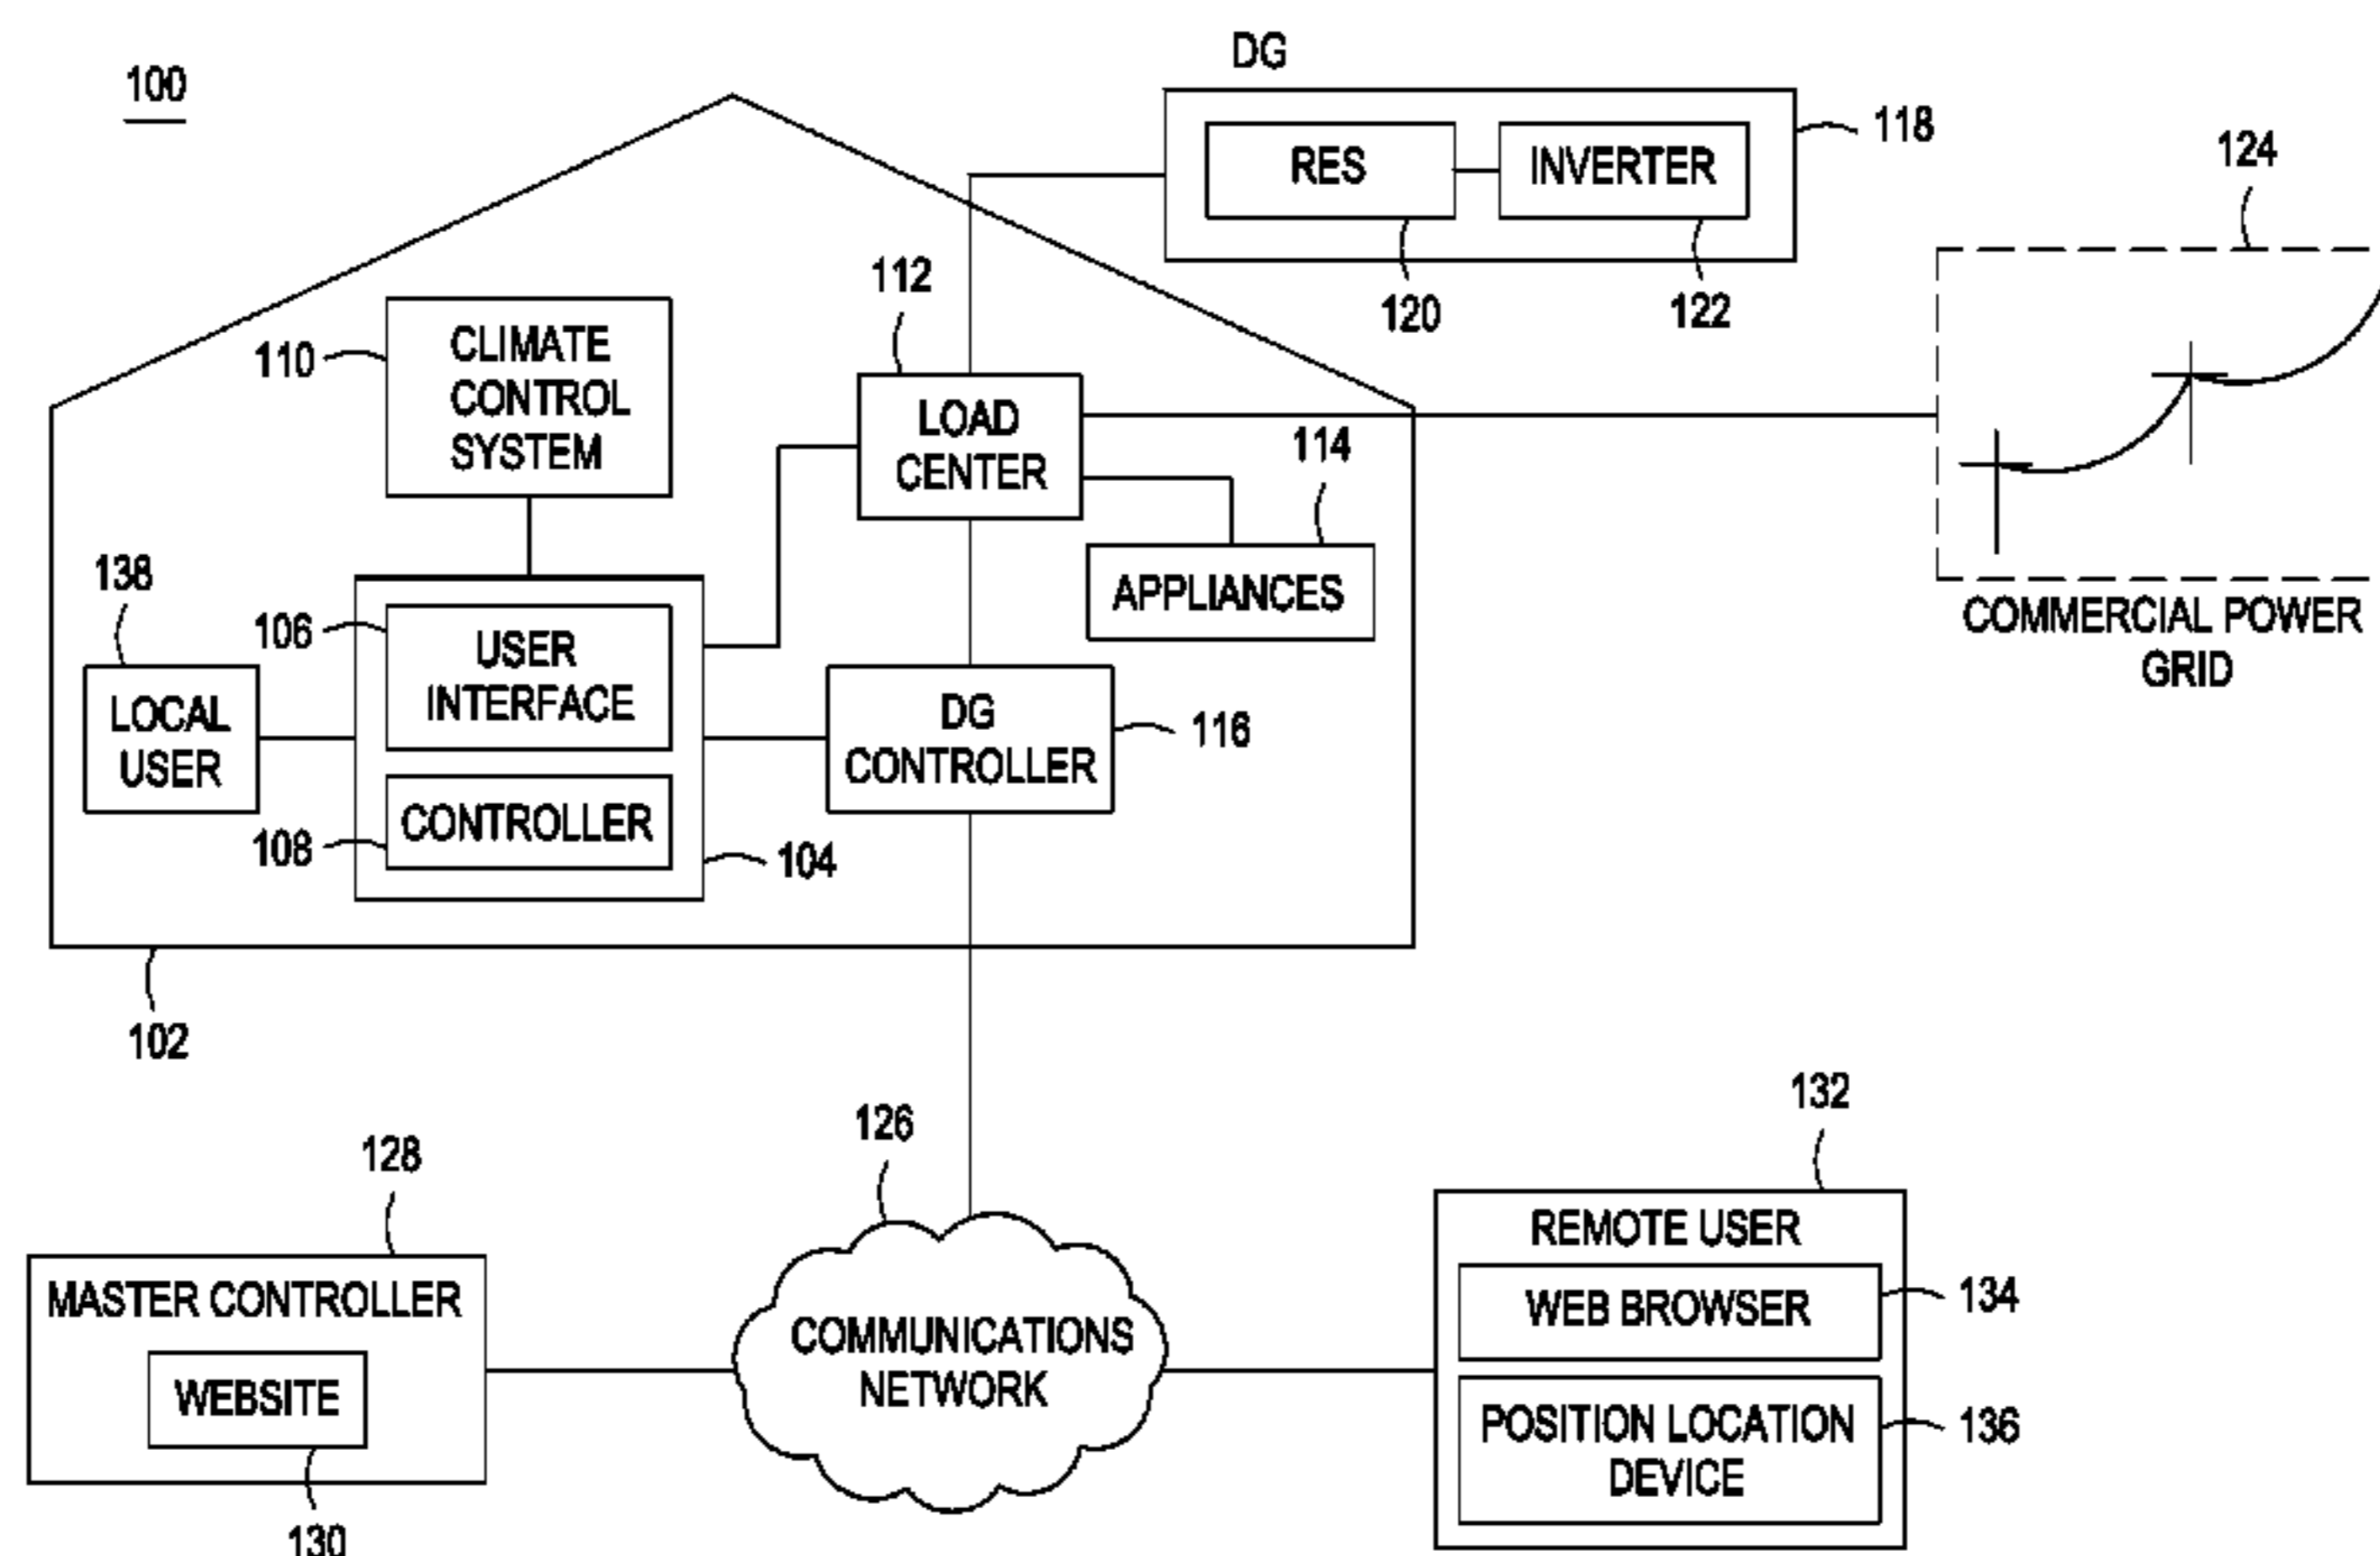 100
DG
118
RES
INVERTER
120
122
124
112
110
CLIMATE
CONTROL
SYSTEM
LOAD
CENTER
114
APPLIANCES
COMMERCIAL POWER
GRID
138
106
USER
INTERFACE
LOCAL
USER
DG
CONTROLLER
116
CONTROLLER
108
104
102
126
132
128
MASTER CONTROLLER
WEBSITE
130
COMMUNICATIONS
NETWORK
REMOTE USER
WEB BROWSER
134
POSITION LOCATION
DEVICE
136